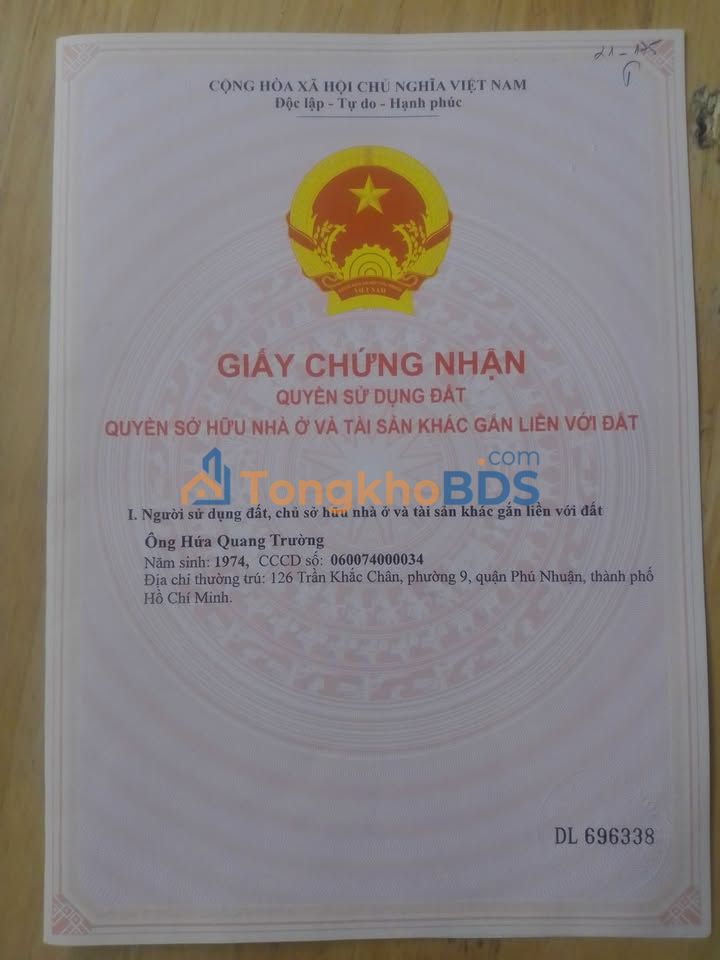 21-175
CỘNG HÒA XÃ HỘI CHỦ NGHĨA VIỆT NAM
Độc lập - Tự do - Hạnh phúc
VIỆT NAM
GIẤY CHỨNG NHẬN
QUYỀN SỬ DỤNG ĐẤT
QUYỀN SỞ HỮU NHÀ Ở VÀ TÀI SẢN KHÁC GẮN LIỀN VỚI ĐẤT
TongkhoBDS.com
I. Người sử dụng đất, chủ sở hữu nhà ở và tài sản khác gắn liền với đất
Ông Hứa Quang Trường
Năm sinh: 1974, CCCD số: 060074000034
Địa chỉ thường trú: 126 Trần Khắc Chân, phường 9, quận Phú Nhuận, thành phố
Hồ Chí Minh.
DL 696338